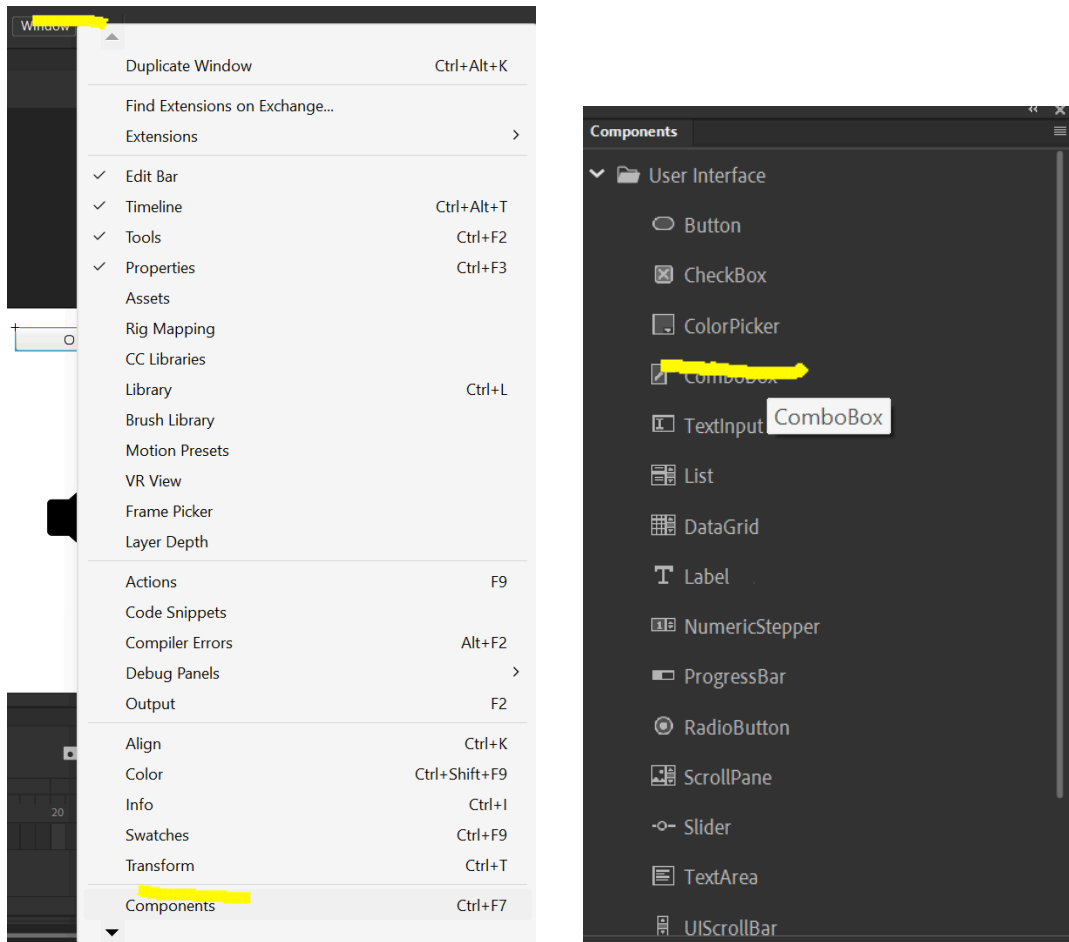 Window
Duplicate Window Ctrl+Alt+K
Find Extensions on Exchange...
Extensions
Edit Bar
Timeline Ctrl+Alt+T
Tools Ctrl+F2
Properties Ctrl+F3
Assets
Rig Mapping
CC Libraries
Library Ctrl+L
Brush Library
Motion Presets
VR View
Frame Picker
Layer Depth
Actions F9
Code Snippets
Compiler Errors Alt+F2
Debug Panels
Output F2
Align Ctrl+K
Color Ctrl+Shift+F9
Info Ctrl+I
Swatches Ctrl+F9
Transform Ctrl+T
Components Ctrl+F7
O
20
Components
User Interface
Button
CheckBox
ColorPicker
ComboBox
ComboBox
TextInput
List
DataGrid
Label
NumericStepper
ProgressBar
RadioButton
ScrollPane
Slider
TextArea
UIScrollBar